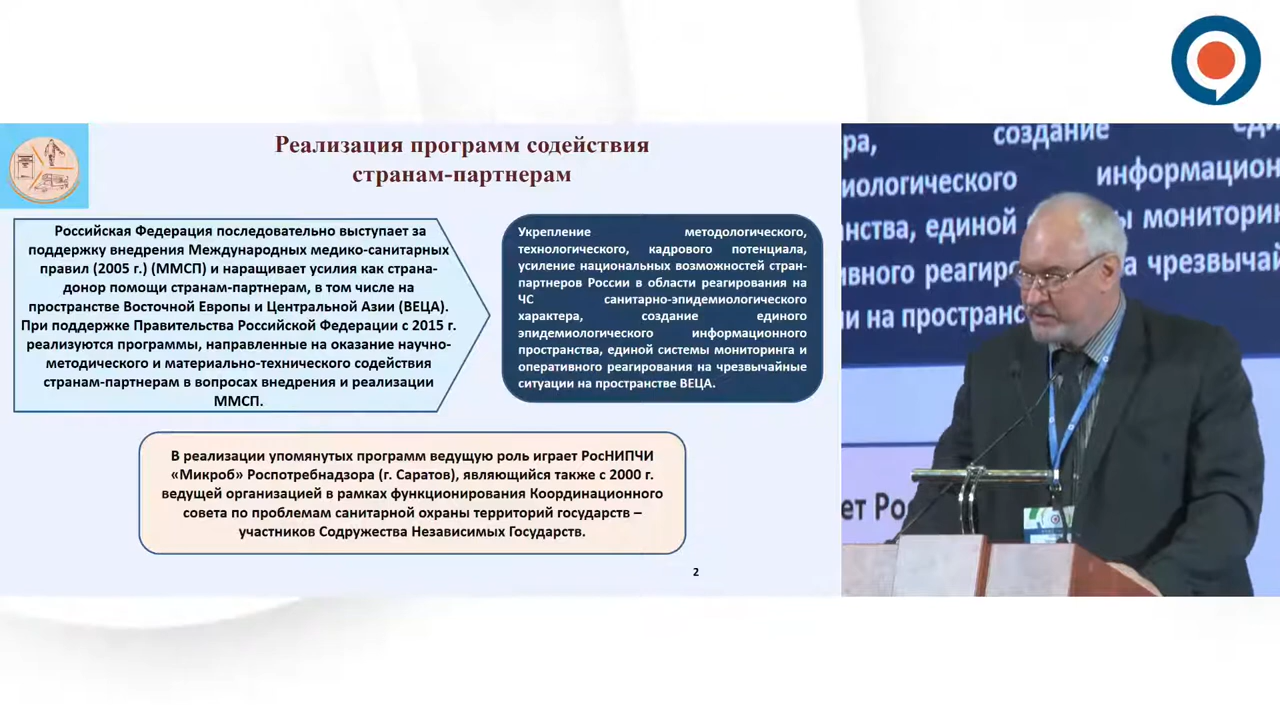 Реализация программ содействия
странам-партнерам
Российская Федерация последовательно выступает за
поддержку внедрения Международных медико-санитарных
правил (2005 г.) (ММСП) и наращивает усилия как страна-
донор помощи странам-партнерам, в том числе на
пространстве Восточной Европы и Центральной Азии (ВЕЦА).
При поддержке Правительства Российской Федерации с 2015 г.
реализуются программы, направленные на оказание научно-
методического и материально-технического содействия
странам-партнерам в вопросах внедрения и реализации
ММСП.
Укрепление методологического,
технологического, кадрового потенциала,
усиление национальных возможностей стран-
партнеров России в области реагирования на
ЧС санитарно-эпидемиологического
характера, создание единого
эпидемиологического информационного
пространства, единой системы мониторинга и
оперативного реагирования на чрезвычайные
ситуации на пространстве ВЕЦА.
В реализации упомянутых программ ведущую роль играет РосНИПЧИ
«Микроб» Роспотребнадзора (г. Саратов), являющийся также с 2000 г.
ведущей организацией в рамках функционирования Координационного
совета по проблемам санитарной охраны территорий государств –
участников Содружества Независимых Государств.
2
ра, создание
иологического информацион
нства, единой ы мониторин
ивного реагиро а чрезвычай
и на пространс
ет Ро